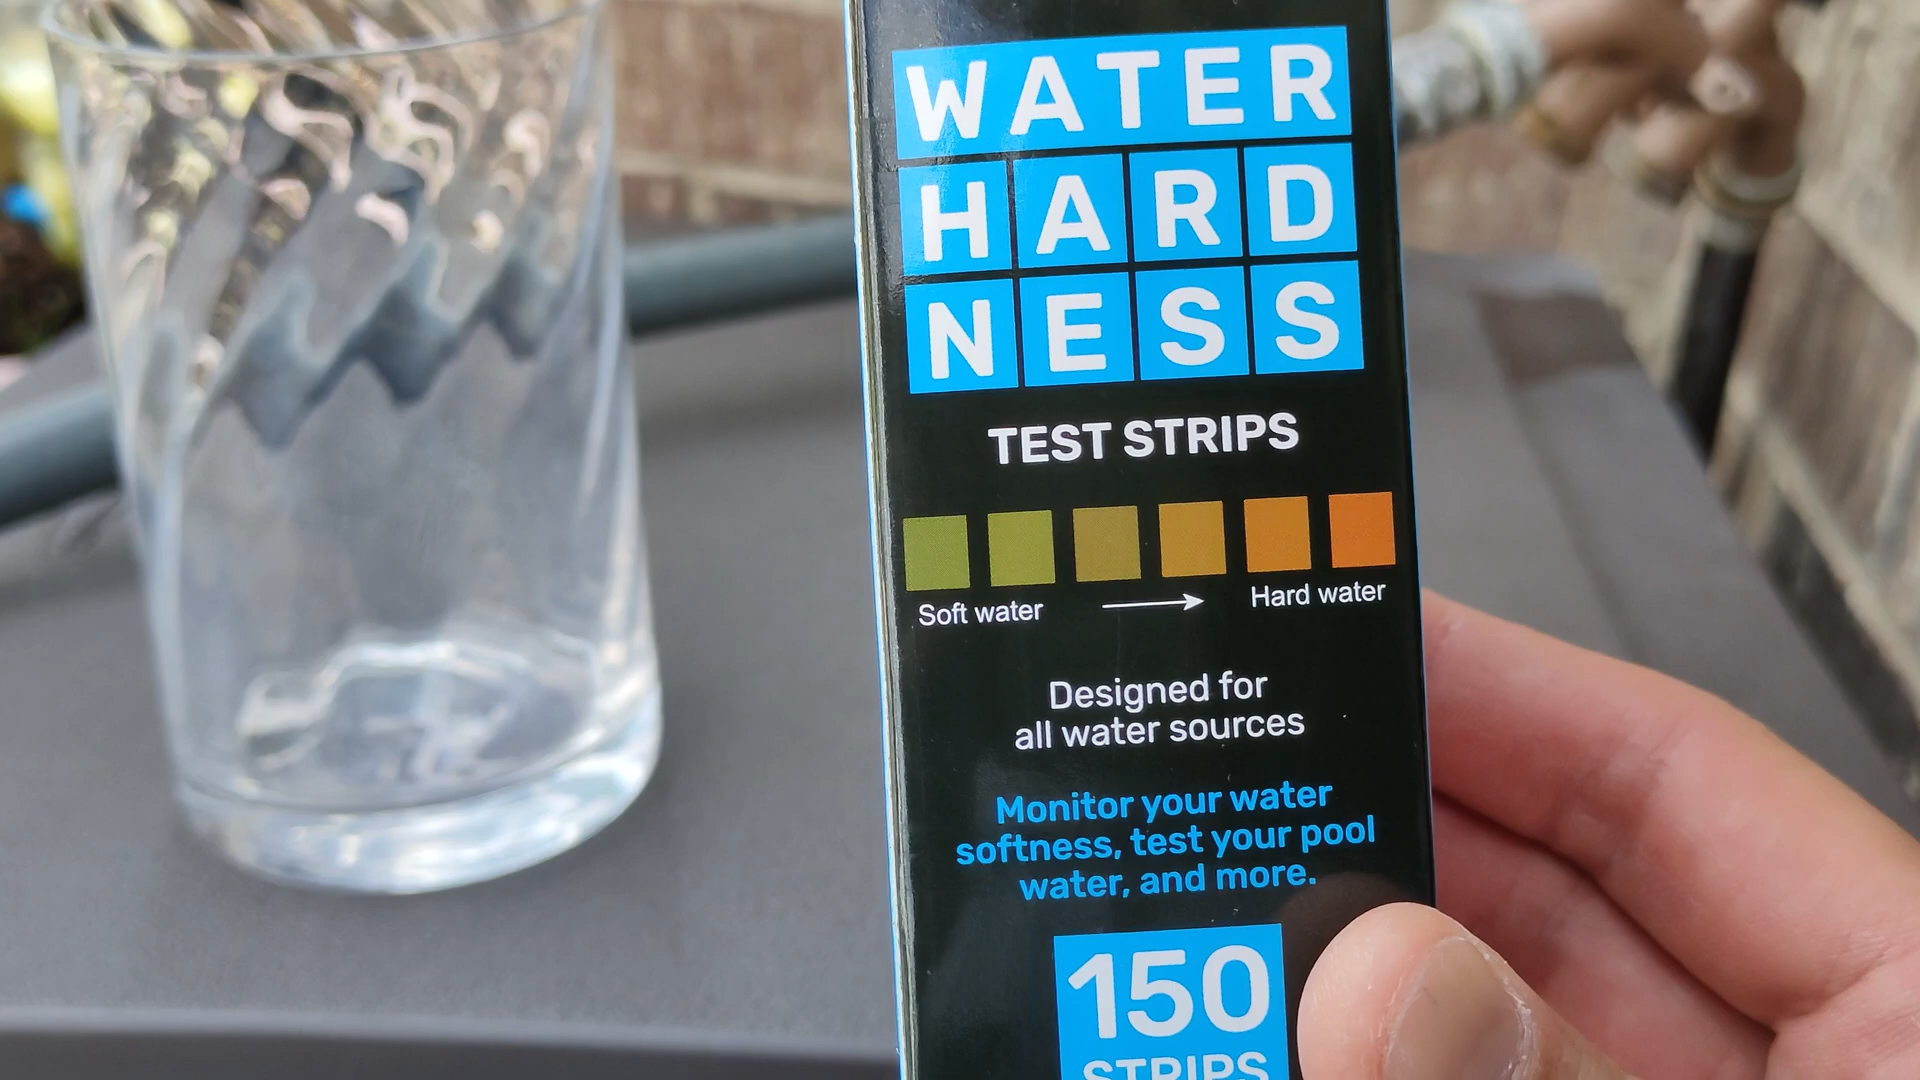 WATER
HARD
NESS
TEST STRIPS
Soft water
Hard water
Designed for
all water sources
Monitor your water
softness, test your pool
water, and more.
150
STRIPS